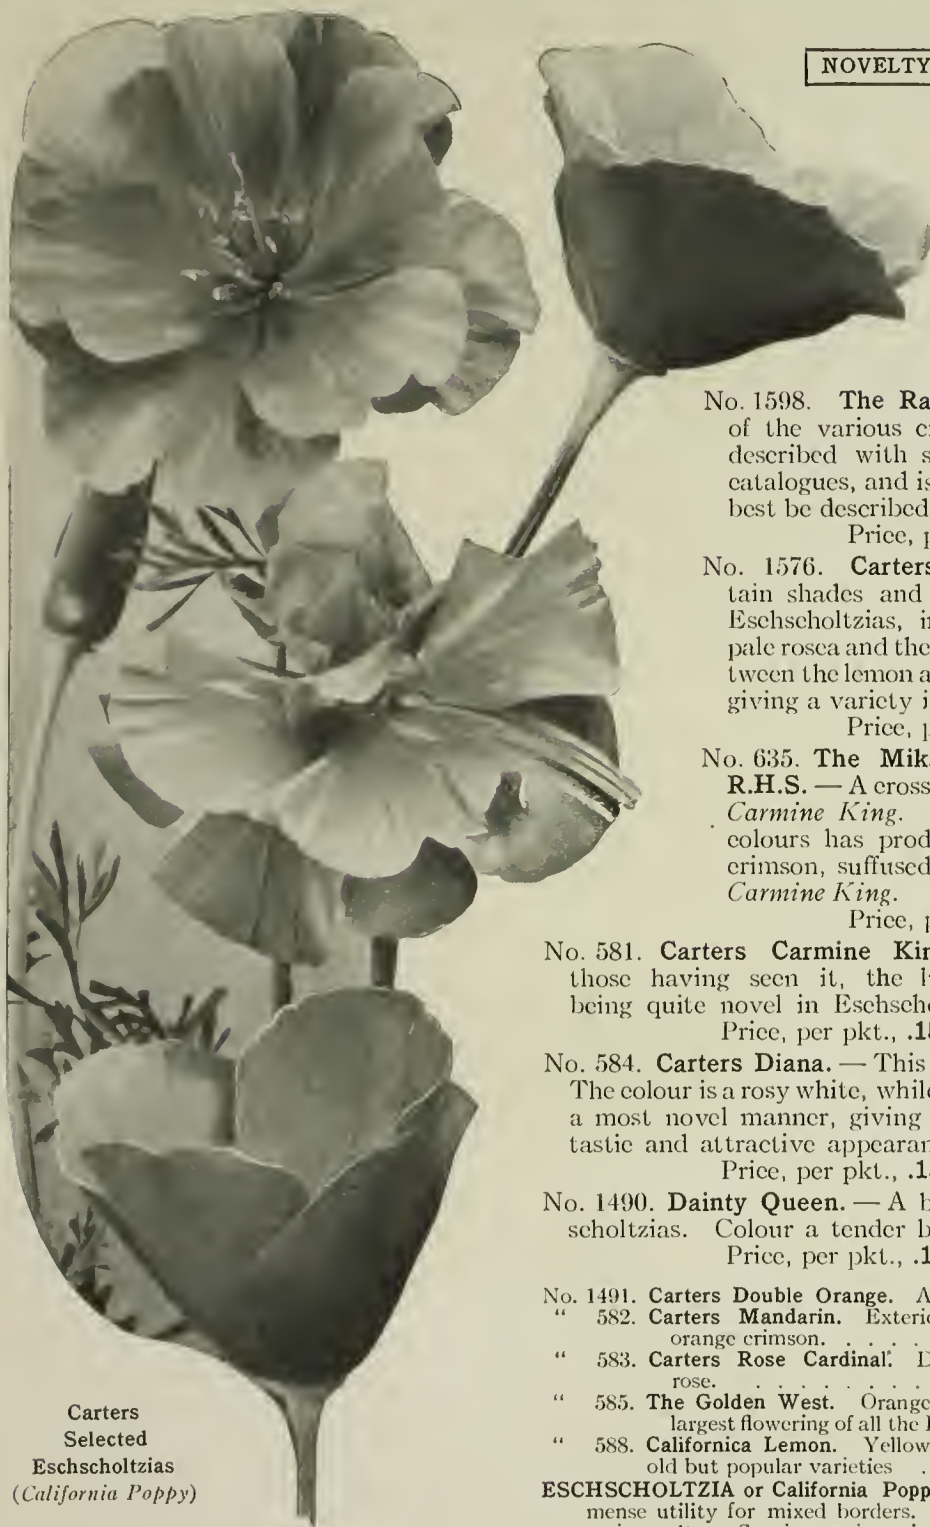 NOVELTY
No. 1598. The Ra
of the various c
described with s
catalogues, and is
best be described
Price, p
No. 1576. Carters
tain shades and
Eschscholtzias, i
pale rosea and the
tween the lemon a
giving a variety i
Price, p
No. 635. The Mik
R.H.S. — A cross
Carmine King.
colours has prod
crimson, suffused
Carmine King.
Price, p
No. 581. Carters Carmine Kin
those having seen it, the l
being quite novel in Eschsch
Price, per pkt., .1
No. 584. Carters Diana. — This
The colour is a rosy white, while
a most novel manner, giving
tastic and attractive appearan
Price, per pkt., .1
No. 1490. Dainty Queen. — A b
scholtzias. Colour a tender b
Price, per pkt., .1
No. 1491. Carters Double Orange. A
“ 582. Carters Mandarin. Exteri
orange crimson. . . . .
“ 583. Carters Rose Cardinal. D
rose. . . . . . . . .
“ 585. The Golden West. Orange
largest flowering of all the
“ 588. Californica Lemon. Yellow
old but popular varieties .
ESCHSCHOLTZIA or California Popp
mense utility for mixed borders.
Carters
Selected
Eschscholtzias
(California Poppy)